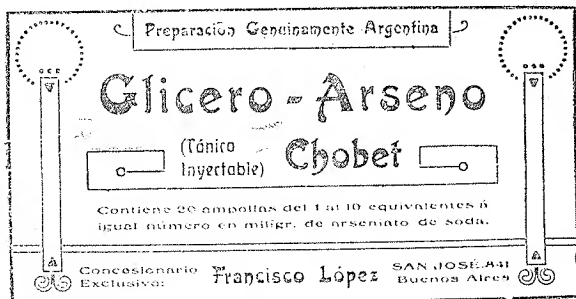 Preparación Genuinamente Argentina
Glicero-Arseno
(Tónico Inyectable) Chobet
Contiene 20 ampollas del 1 al 10 equivalentes á
igual número en miligr. de arseniato de soda.
Concesionario Exclusivo: Francisco López SAN JOSÉ, 841 Buenos Aires